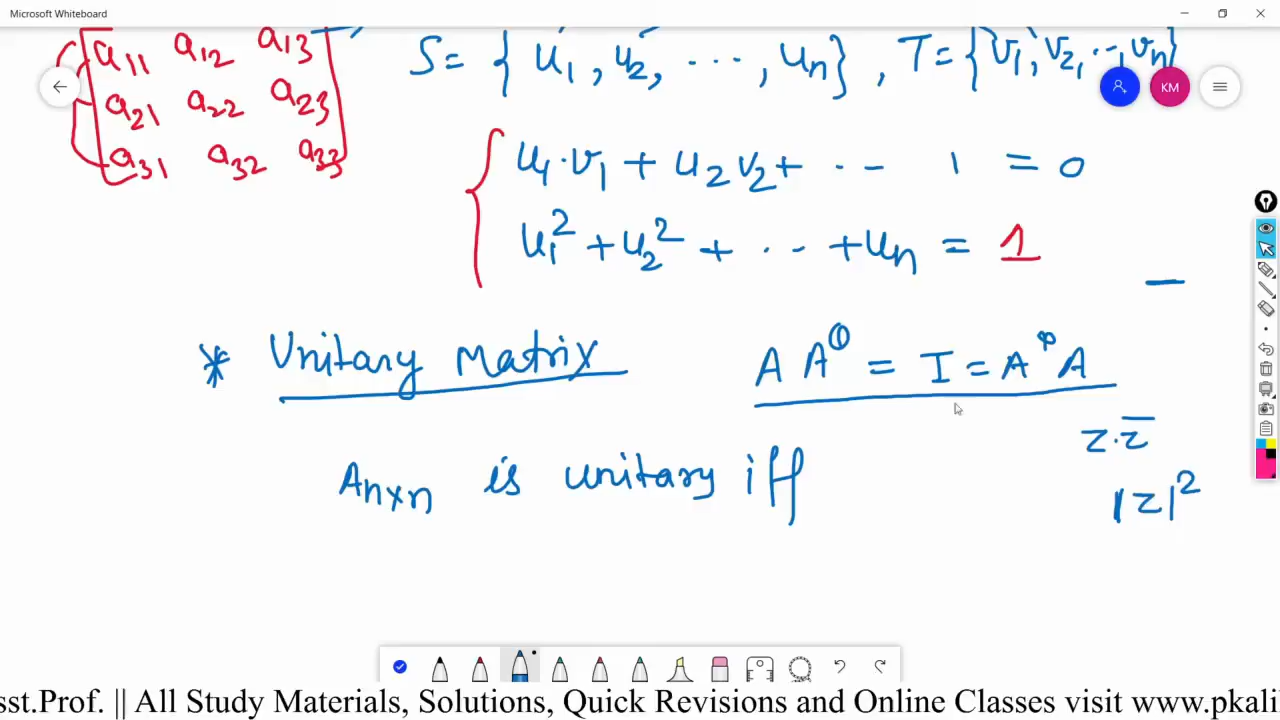 Microsoft Whiteboard
a11 a12 a13
a21 a22 a23
a31 a32 a33
S = { u1, u2, ..., un }, T = { v1, v2, ..., vn }
KM
u1·v1 + u2v2 + ·· - 1 = 0
u1² + u2² + ·· + un = 1
* Unitary Matrix
A A^Θ = I = A^Θ A
z·z̅
|z|²
Anxn is unitary iff
sst.Prof. || All Study Materials, Solutions, Quick Revisions and Online Classes visit www.pkali